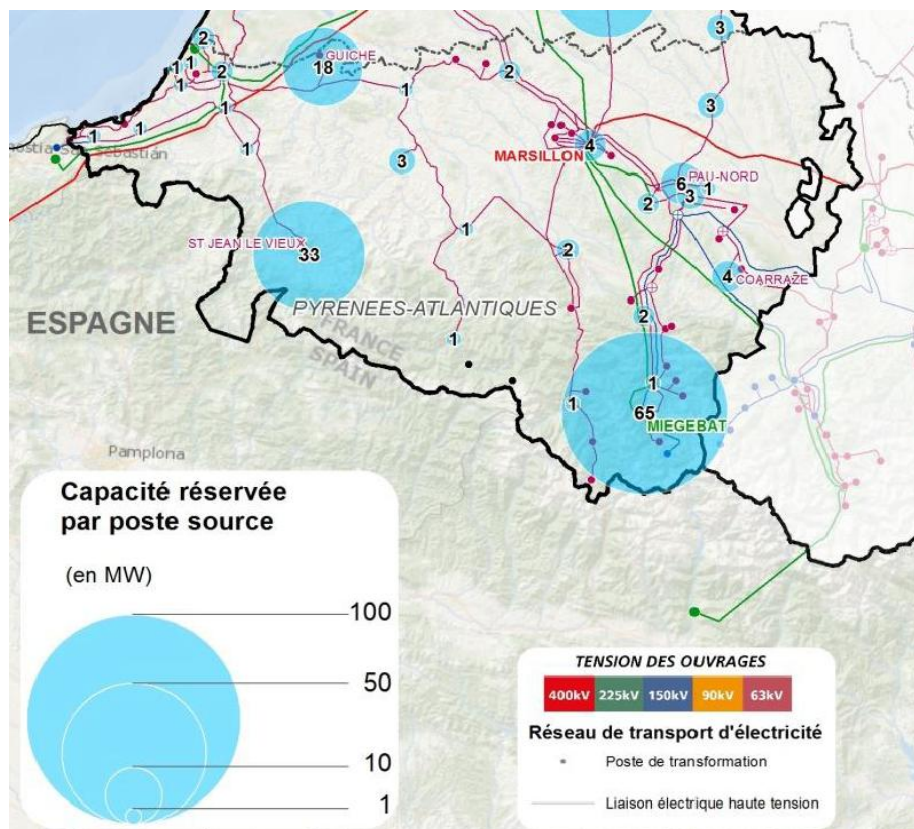 3
2
GUICHE
2
2
1
1
18
1
1
3
1
1
1
4
MARSILLON
1
3
6
PAU-NORD
1
2
3
1
ST JEAN LE VIEUX
33
2
4
COARRAZE
PYRENEES-ATLANTIQUES
ESPAGNE
FRANCE
SPAIN
2
1
1
1
65
MIEGEBAT
Pamplona
Capacité réservée
par poste source
(en MW)
100
50
10
1
TENSION DES OUVRAGES
400kV 225kV 150kV 90kV 63kV
Réseau de transport d'électricité
Poste de transformation
Liaison électrique haute tension